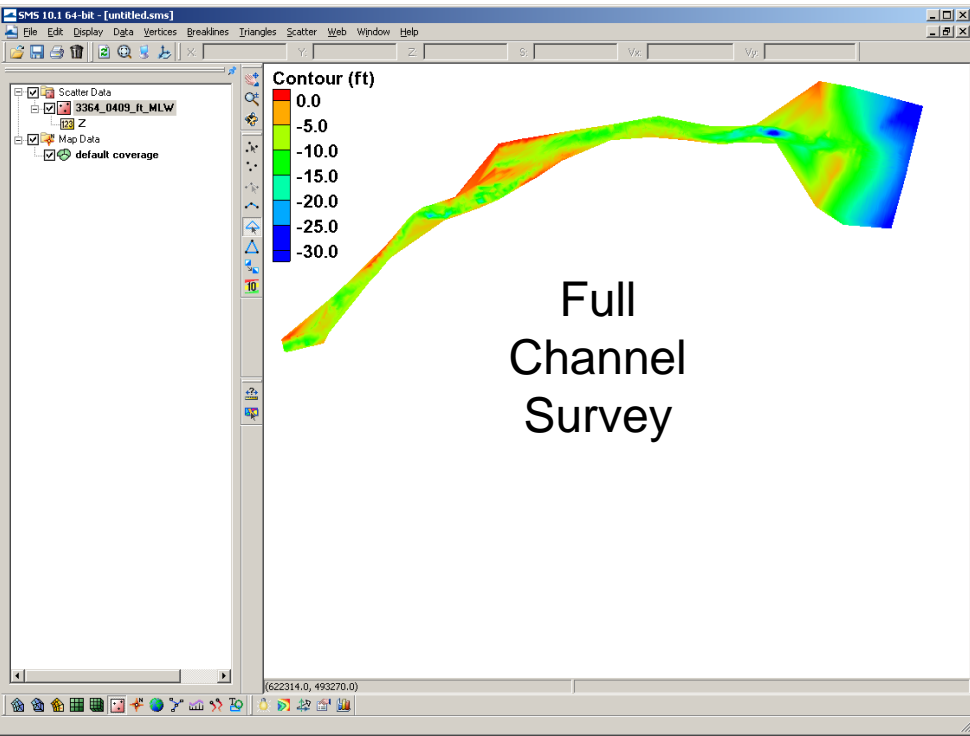 SMS 10.1 64-bit - [untitled.sms]
File Edit Display Data Vertices Breaklines Triangles Scatter Web Window Help
X: Y: Z: S: Vx: Vy:
Scatter Data
3364_0409_ft_MLW
123 Z
Map Data
default coverage
10
Contour (ft)
0.0
-5.0
-10.0
-15.0
-20.0
-25.0
-30.0
Full
Channel
Survey
(622314.0, 493270.0)